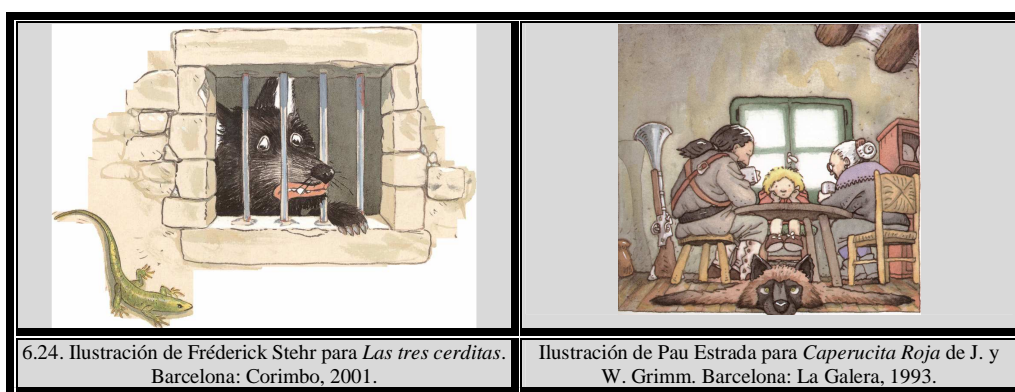 6.24. Ilustración de Fréderick Stehr para Las tres cerditas.
Barcelona: Corimbo, 2001.
Ilustración de Pau Estrada para Caperucita Roja de J. y
W. Grimm. Barcelona: La Galera, 1993.